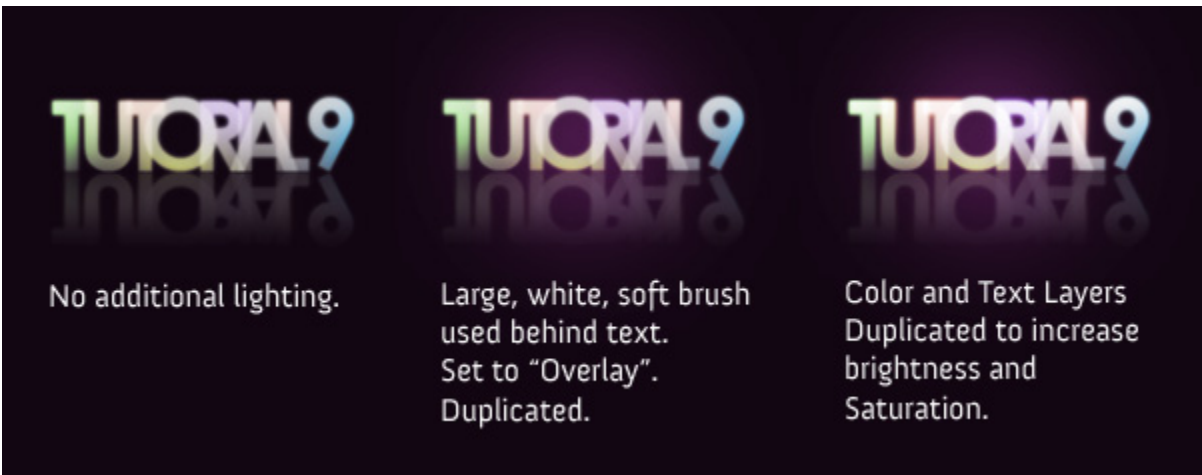 TUTORIAL9
No additional lighting.
TUTORIAL9
Large, white, soft brush
used behind text.
Set to “Overlay”.
Duplicated.
TUTORIAL9
Color and Text Layers
Duplicated to increase
brightness and
Saturation.